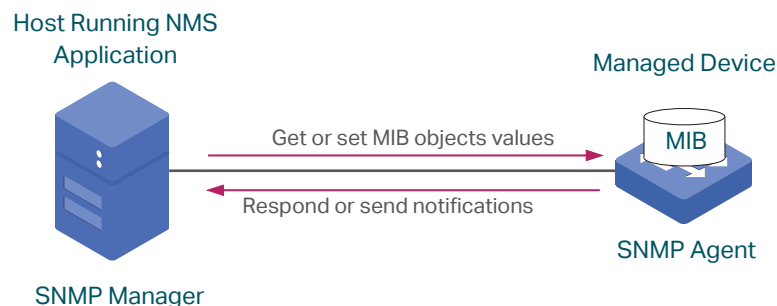 Host Running NMS
Application
Managed Device
Get or set MIB objects values
MIB
Respond or send notifications
SNMP Agent
SNMP Manager